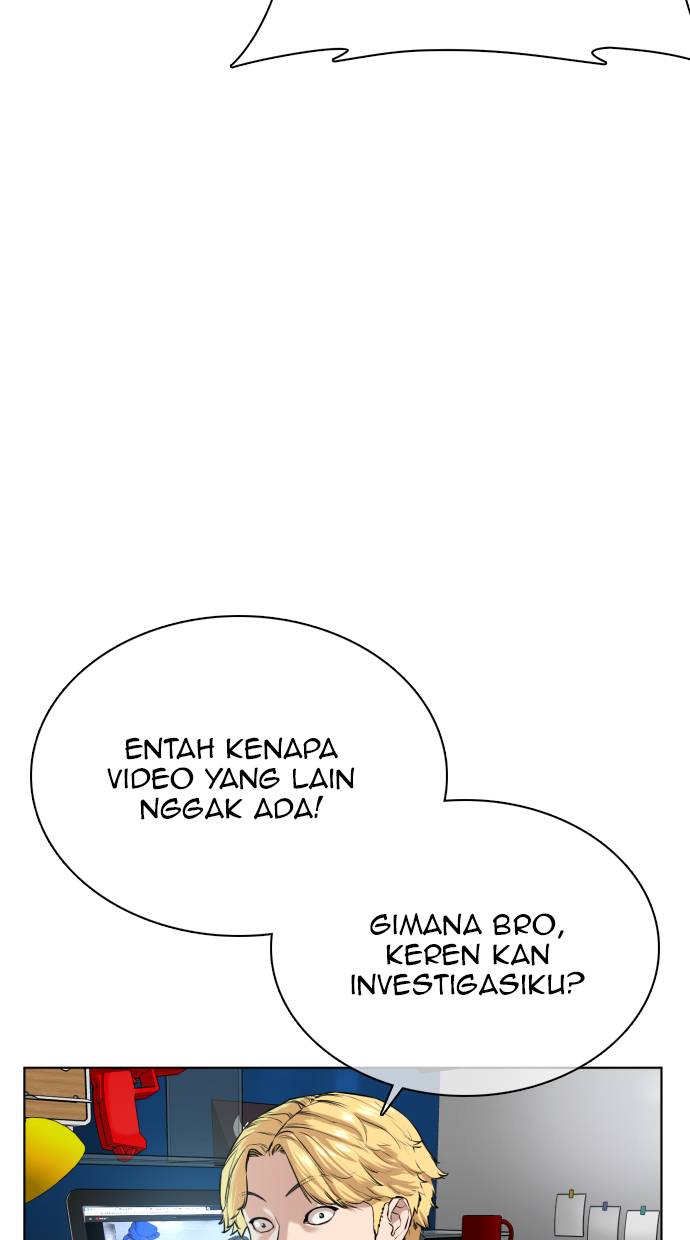 ENTAH KENAPA
VIDEO YANG LAIN
NGGAK ADA!
GIMANA BRO,
KEREN KAN
INVESTIGASIKU?